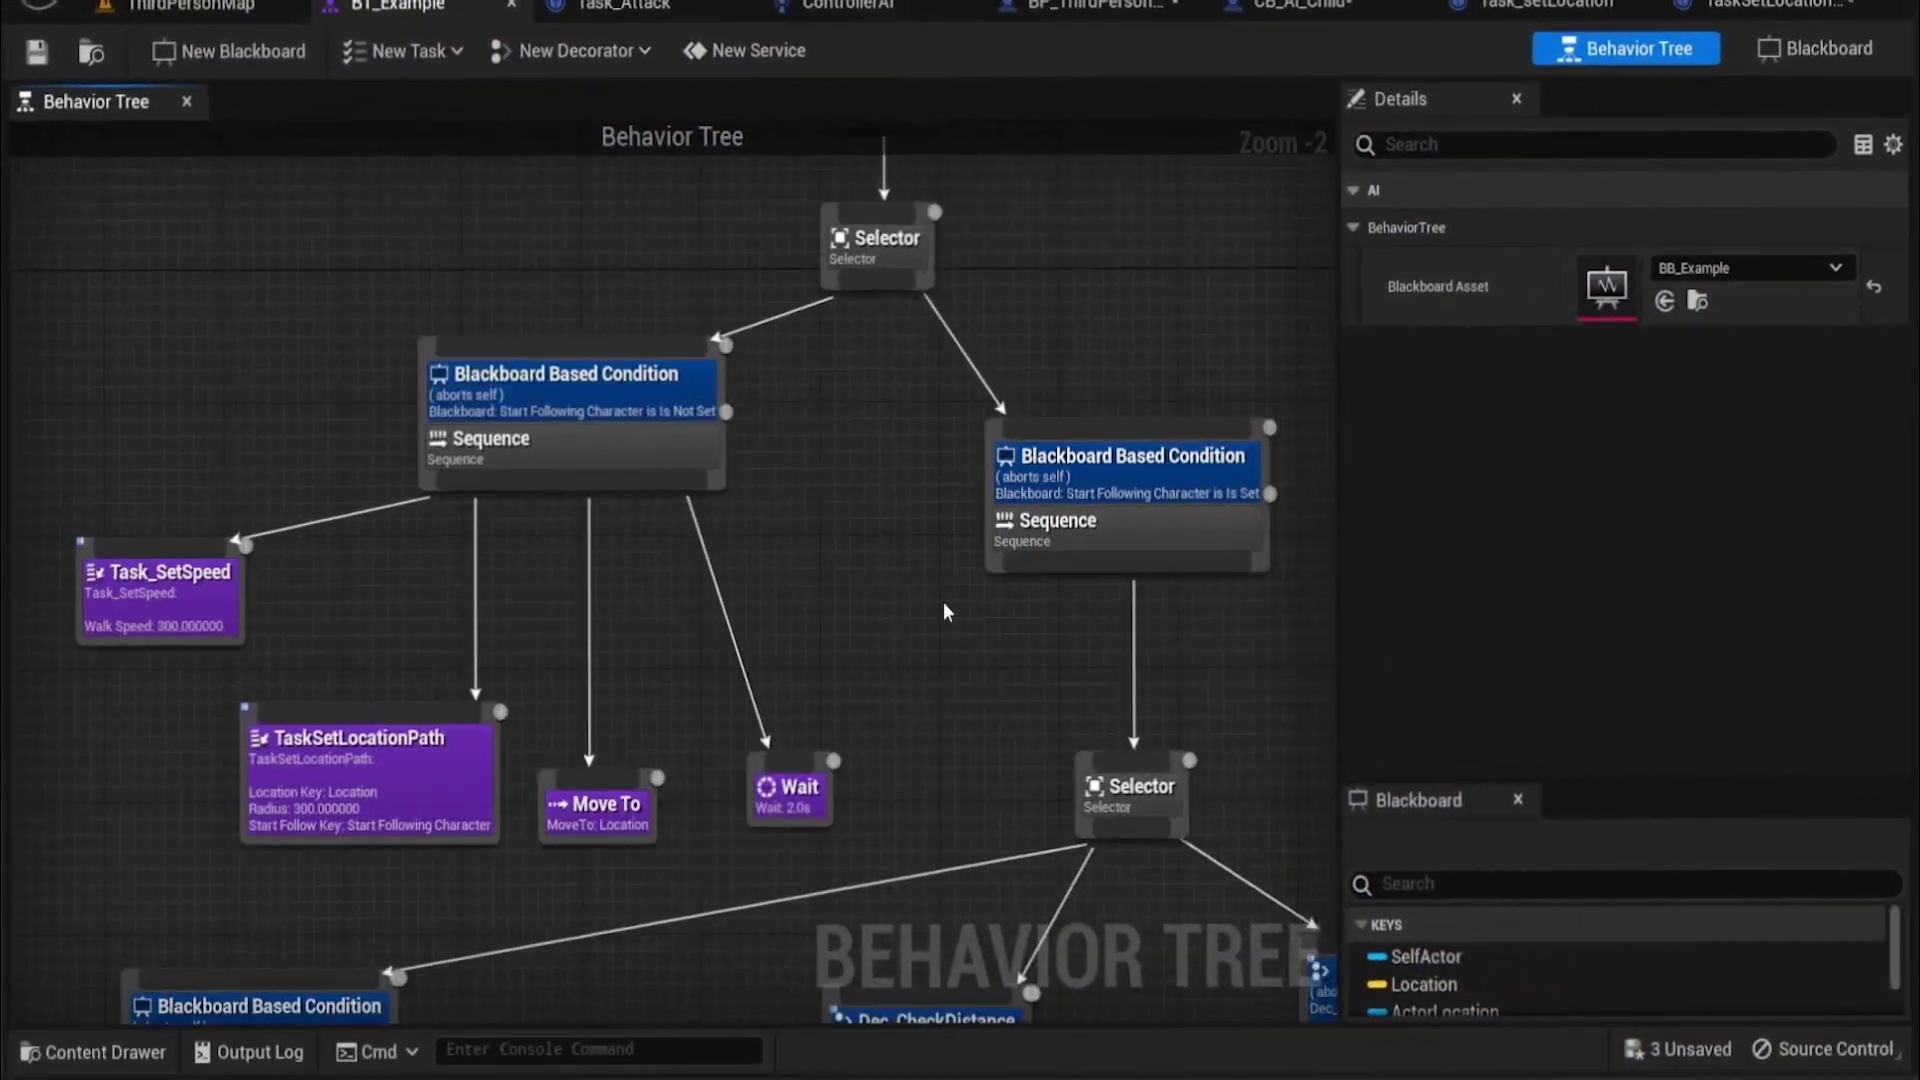 ThirdPersonMap BT_Example Task_Attack ControllerAI BP_ThirdPerson... CB_AI_Child* Task_setLocation TaskSetLocation...
New Blackboard New Task New Decorator New Service Behavior Tree Blackboard
Behavior Tree
Behavior Tree Zoom -2
Selector
Selector
Blackboard Based Condition
( aborts self )
Blackboard: Start Following Character is Is Not Set
Sequence
Sequence
Blackboard Based Condition
( aborts self )
Blackboard: Start Following Character is Is Set
Sequence
Sequence
Task_SetSpeed
Task_SetSpeed:
Walk Speed: 300.000000
TaskSetLocationPath
TaskSetLocationPath:
Location Key: Location
Radius: 300.000000
Start Follow Key: Start Following Character
Move To
MoveTo: Location
Wait
Wait: 2.0s
Selector
Selector
BEHAVIOR TREE
Blackboard Based Condition
Dec_CheckDistance
(abo
Dec_
Details
Search
AI
BehaviorTree
Blackboard Asset
BB_Example
Blackboard
Search
KEYS
SelfActor
Location
ActorLocation
Content Drawer Output Log Cmd Enter Console Command 3 Unsaved Source Control